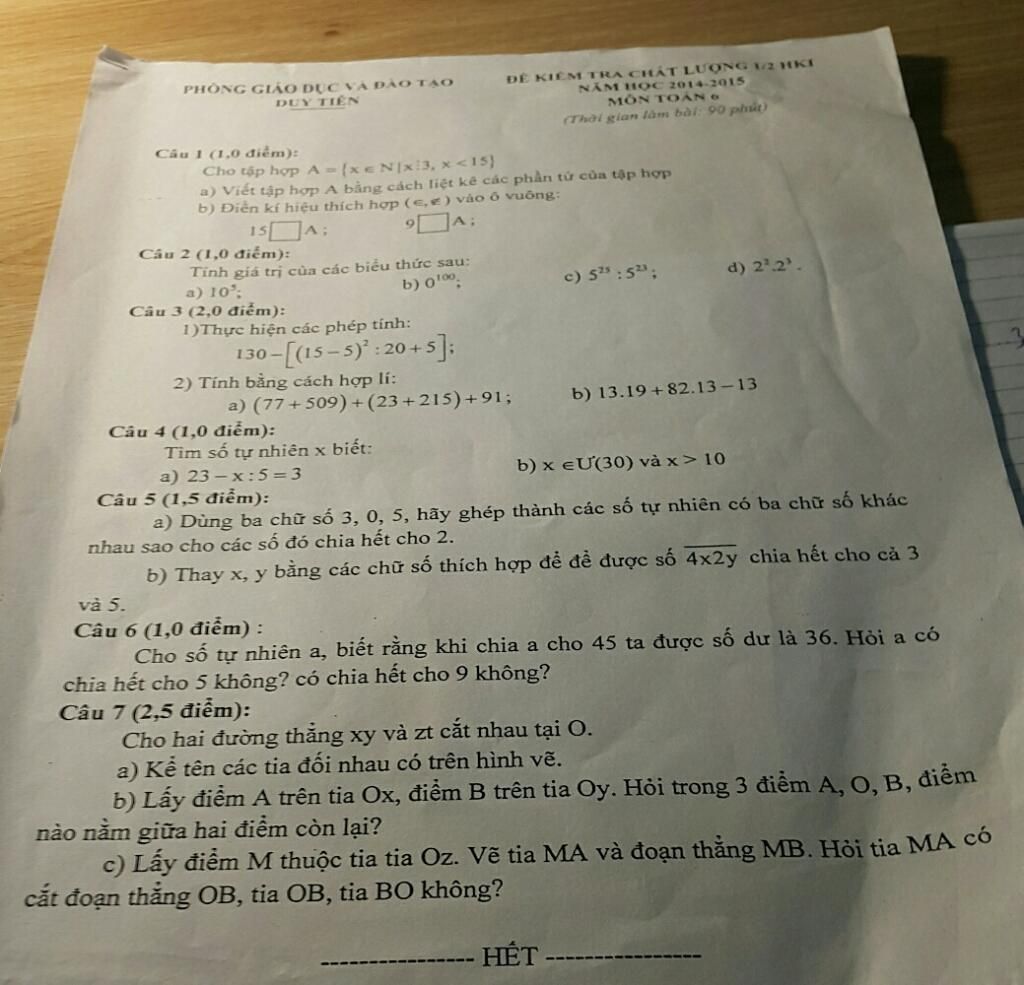 PHÒNG GIÁO DỤC VÀ ĐÀO TẠO
DUY TIÊN
ĐỀ KIỂM TRA CHẤT LƯỢNG 1/2 HKI
NĂM HỌC 2014-2015
MÔN TOÁN 6
(Thời gian làm bài: 90 phút)
Câu 1 (1,0 điểm):
Cho tập hợp A = {x ∈ N | x⋮3, x < 15}
a) Viết tập hợp A bằng cách liệt kê các phần tử của tập hợp
b) Điền kí hiệu thích hợp (∈,∉) vào ô vuông:
15 □ A ; 9 □ A ;
Câu 2 (1,0 điểm):
Tính giá trị của các biểu thức sau:
a) 10⁵; b) 0¹⁰⁰; c) 5²⁵ : 5²³ ; d) 2².2³ .
Câu 3 (2,0 điểm):
1)Thực hiện các phép tính:
130 – [(15 – 5)² : 20 + 5];
2) Tính bằng cách hợp lí:
a) (77 + 509) + (23 + 215) + 91; b) 13.19 + 82.13 – 13
Câu 4 (1,0 điểm):
Tìm số tự nhiên x biết:
a) 23 – x : 5 = 3 b) x ∈Ư(30) và x > 10
Câu 5 (1,5 điểm):
a) Dùng ba chữ số 3, 0, 5, hãy ghép thành các số tự nhiên có ba chữ số khác
nhau sao cho các số đó chia hết cho 2.
b) Thay x, y bằng các chữ số thích hợp để để được số 4x2y chia hết cho cả 3
và 5.
Câu 6 (1,0 điểm) :
Cho số tự nhiên a, biết rằng khi chia a cho 45 ta được số dư là 36. Hỏi a có
chia hết cho 5 không? có chia hết cho 9 không?
Câu 7 (2,5 điểm):
Cho hai đường thẳng xy và zt cắt nhau tại O.
a) Kể tên các tia đối nhau có trên hình vẽ.
b) Lấy điểm A trên tia Ox, điểm B trên tia Oy. Hỏi trong 3 điểm A, O, B, điểm
nào nằm giữa hai điểm còn lại?
c) Lấy điểm M thuộc tia tia Oz. Vẽ tia MA và đoạn thẳng MB. Hỏi tia MA có
cắt đoạn thẳng OB, tia OB, tia BO không?
---------------- HẾT ----------------